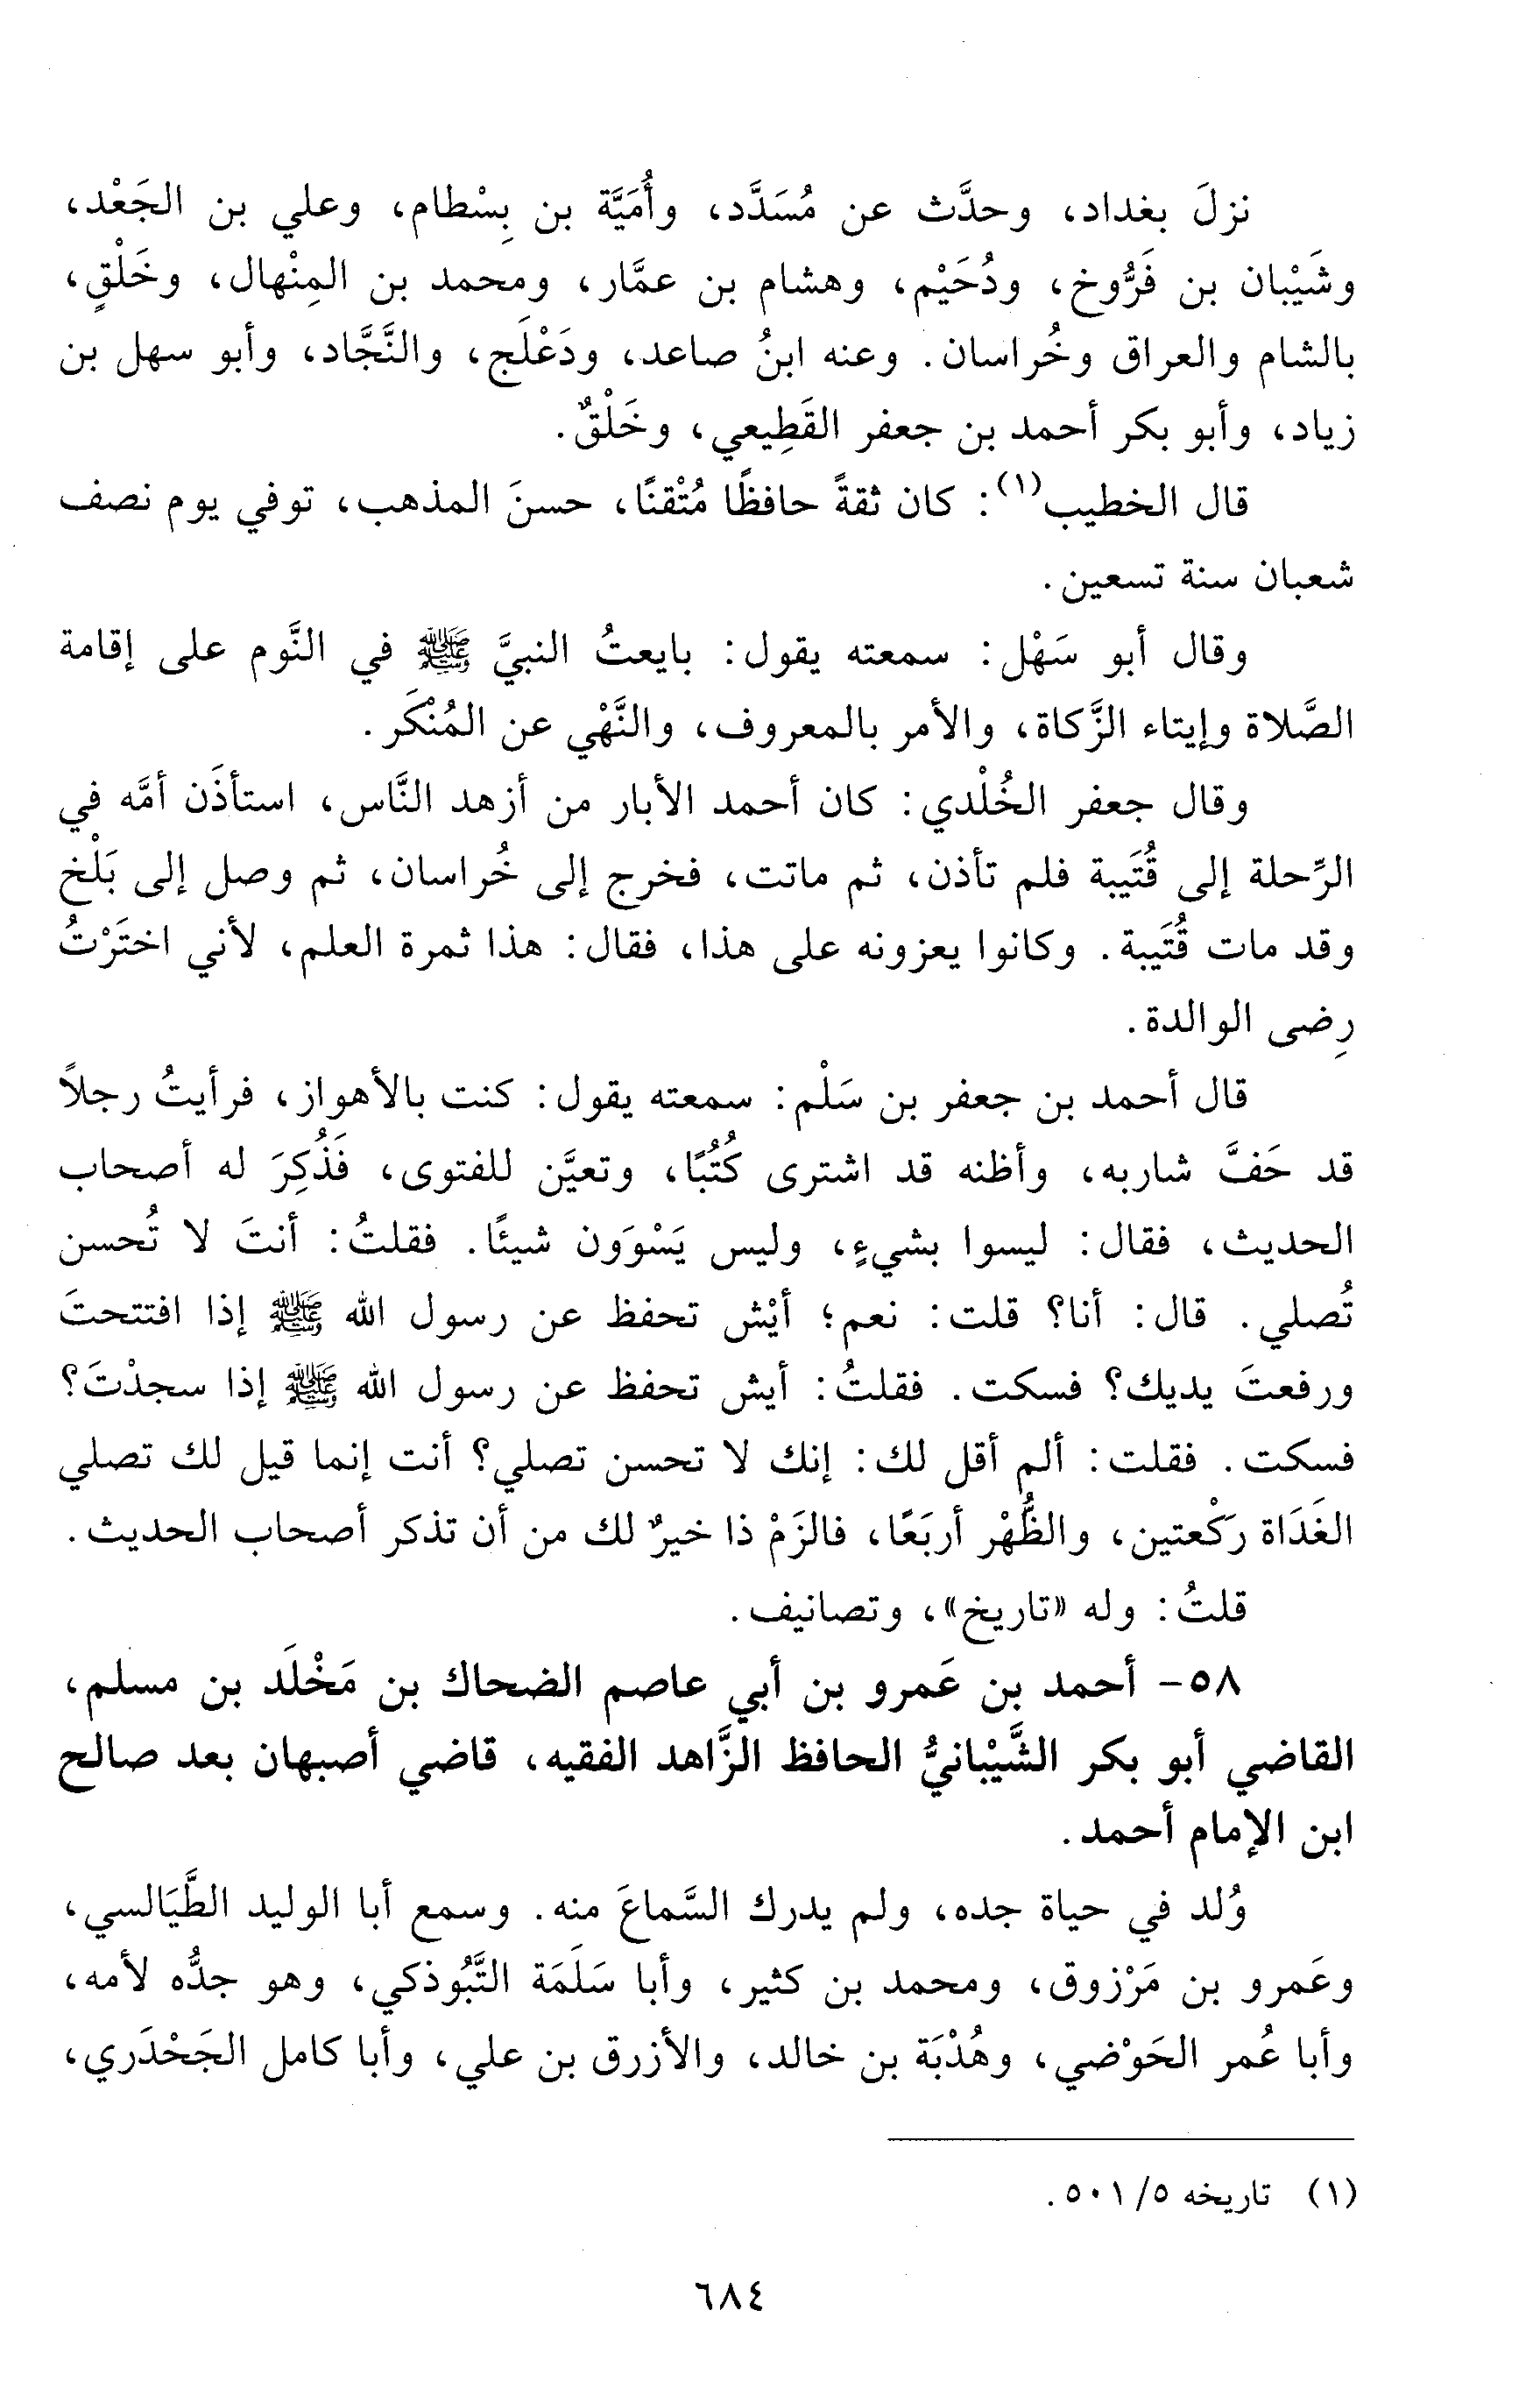 نزلَ بغداد، وحدَّث عن مُسَدَّد، وأُمَيَّة بن بِسْطام، وعلي بن الجَعْد،
وشَيْبان بن فَرُّوخ، ودُحَيْم، وهشام بن عمَّار، ومحمد بن المِنْهال، وخَلْقٍ،
بالشام والعراق وخُراسان. وعنه ابنُ صاعد، ودَعْلَج، والنَّجَّاد، وأبو سهل بن
زياد، وأبو بكر أحمد بن جعفر القَطِيعي، وخَلْقٌ.
قال الخطيب(١): كان ثقةً حافظًا مُتْقنًا، حسنَ المذهب، توفي يوم نصف
شعبان سنة تسعين.
وقال أبو سَهْل: سمعته يقول: بايعتُ النبيَّ ﷺ في النَّوم على إقامة
الصَّلاة وإيتاء الزَّكاة، والأمر بالمعروف، والنَّهْي عن المُنْكَر.
وقال جعفر الخُلْدي: كان أحمد الأبار من أزهد النَّاس، استأذَن أمَّه في
الرِّحلة إلى قُتَيبة فلم تأذن، ثم ماتت، فخرج إلى خُراسان، ثم وصل إلى بَلْخ
وقد مات قُتَيبة. وكانوا يعزونه على هذا، فقال: هذا ثمرة العلم، لأني اختَرْتُ
رِضى الوالدة.
قال أحمد بن جعفر بن سَلْم: سمعته يقول: كنت بالأهواز، فرأيتُ رجلاً
قد حَفَّ شاربه، وأظنه قد اشترى كُتُبًا، وتعيَّن للفتوى، فَذُكِرَ له أصحاب
الحديث، فقال: ليسوا بشيءٍ، وليس يَسْوَون شيئًا. فقلتُ: أنتَ لا تُحسن
تُصلي. قال: أنا؟ قلت: نعم؛ أيْش تحفظ عن رسول الله ﷺ إذا افتتحتَ
ورفعتَ يديك؟ فسكت. فقلتُ: أيش تحفظ عن رسول الله ﷺ إذا سجدْتَ؟
فسكت. فقلت: ألم أقل لك: إنك لا تحسن تصلي؟ أنت إنما قيل لك تصلي
الغَدَاة رَكْعتين، والظُّهْر أربَعًا، فالزَمْ ذا خيرٌ لك من أن تذكر أصحاب الحديث.
قلتُ: وله «تاريخ»، وتصانيف.
٥٨- أحمد بن عَمرو بن أبي عاصم الضحاك بن مَخْلَد بن مسلم،
القاضي أبو بكر الشَّيْبانيُّ الحافظ الزَّاهد الفقيه، قاضي أصبهان بعد صالح
ابن الإمام أحمد.
وُلد في حياة جده، ولم يدرك السَّماعَ منه. وسمع أبا الوليد الطَّيَالسي،
وعَمرو بن مَرْزوق، ومحمد بن كثير، وأبا سَلَمَة التَّبُوذكي، وهو جدُّه لأمه،
وأبا عُمر الحَوْضي، وهُدْبَة بن خالد، والأزرق بن علي، وأبا كامل الجَحْدَري،
(١) تاريخه ٥/ ٥٠١.
٦٨٤